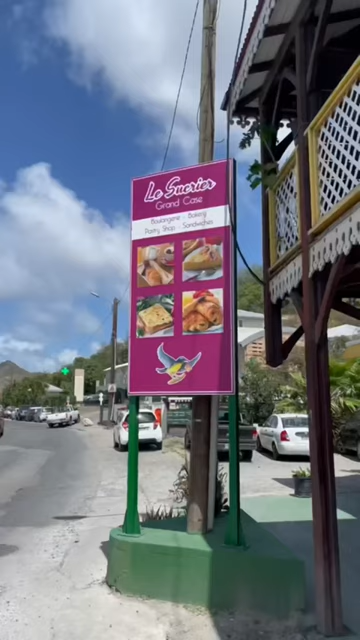 Le Sucrier
Grand Case
Boulangerie - Bakery
Pastry Shop - Sandwiches